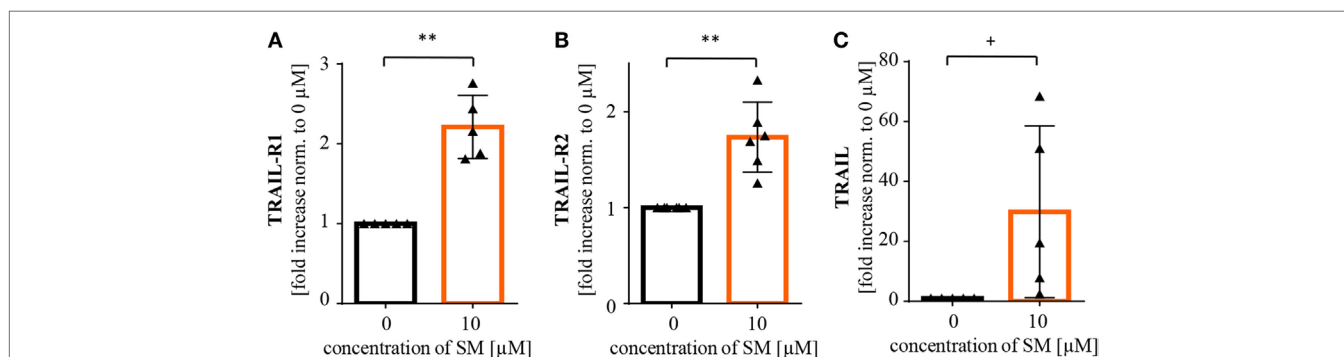 A
**
3
2
1
0
TRAIL-R1
[fold increase norm. to 0 µM]
0 10
concentration of SM [µM]
B
**
2
1
0
TRAIL-R2
[fold increase norm. to 0 µM]
0 10
concentration of SM [µM]
C
+
80
60
40
20
0
TRAIL
[fold increase norm. to 0 µM]
0 10
concentration of SM [µM]